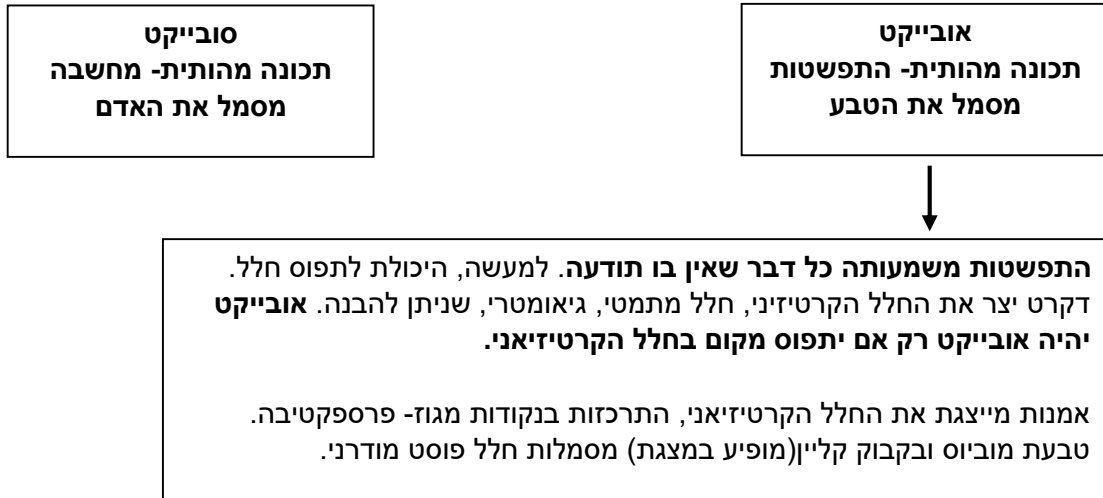 אובייקט
תכונה מהותית- התפשטות
מסמל את הטבע
סובייקט
תכונה מהותית- מחשבה
מסמל את האדם
התפשטות משמעותה כל דבר שאין בו תודעה. למעשה, היכולת לתפוס חלל.
דקרט יצר את החלל הקרטיזיני, חלל מתמטי, גיאומטרי, שניתן להבנה. אובייקט
יהיה אובייקט רק אם יתפוס מקום בחלל הקרטיזיאני.
אמנות מייצגת את החלל הקרטיזיאני, התרכזות בנקודות מגוז- פרספקטיבה.
טבעת מוביוס ובקבוק קליין(מופיע במצגת) מסמלות חלל פוסט מודרני.